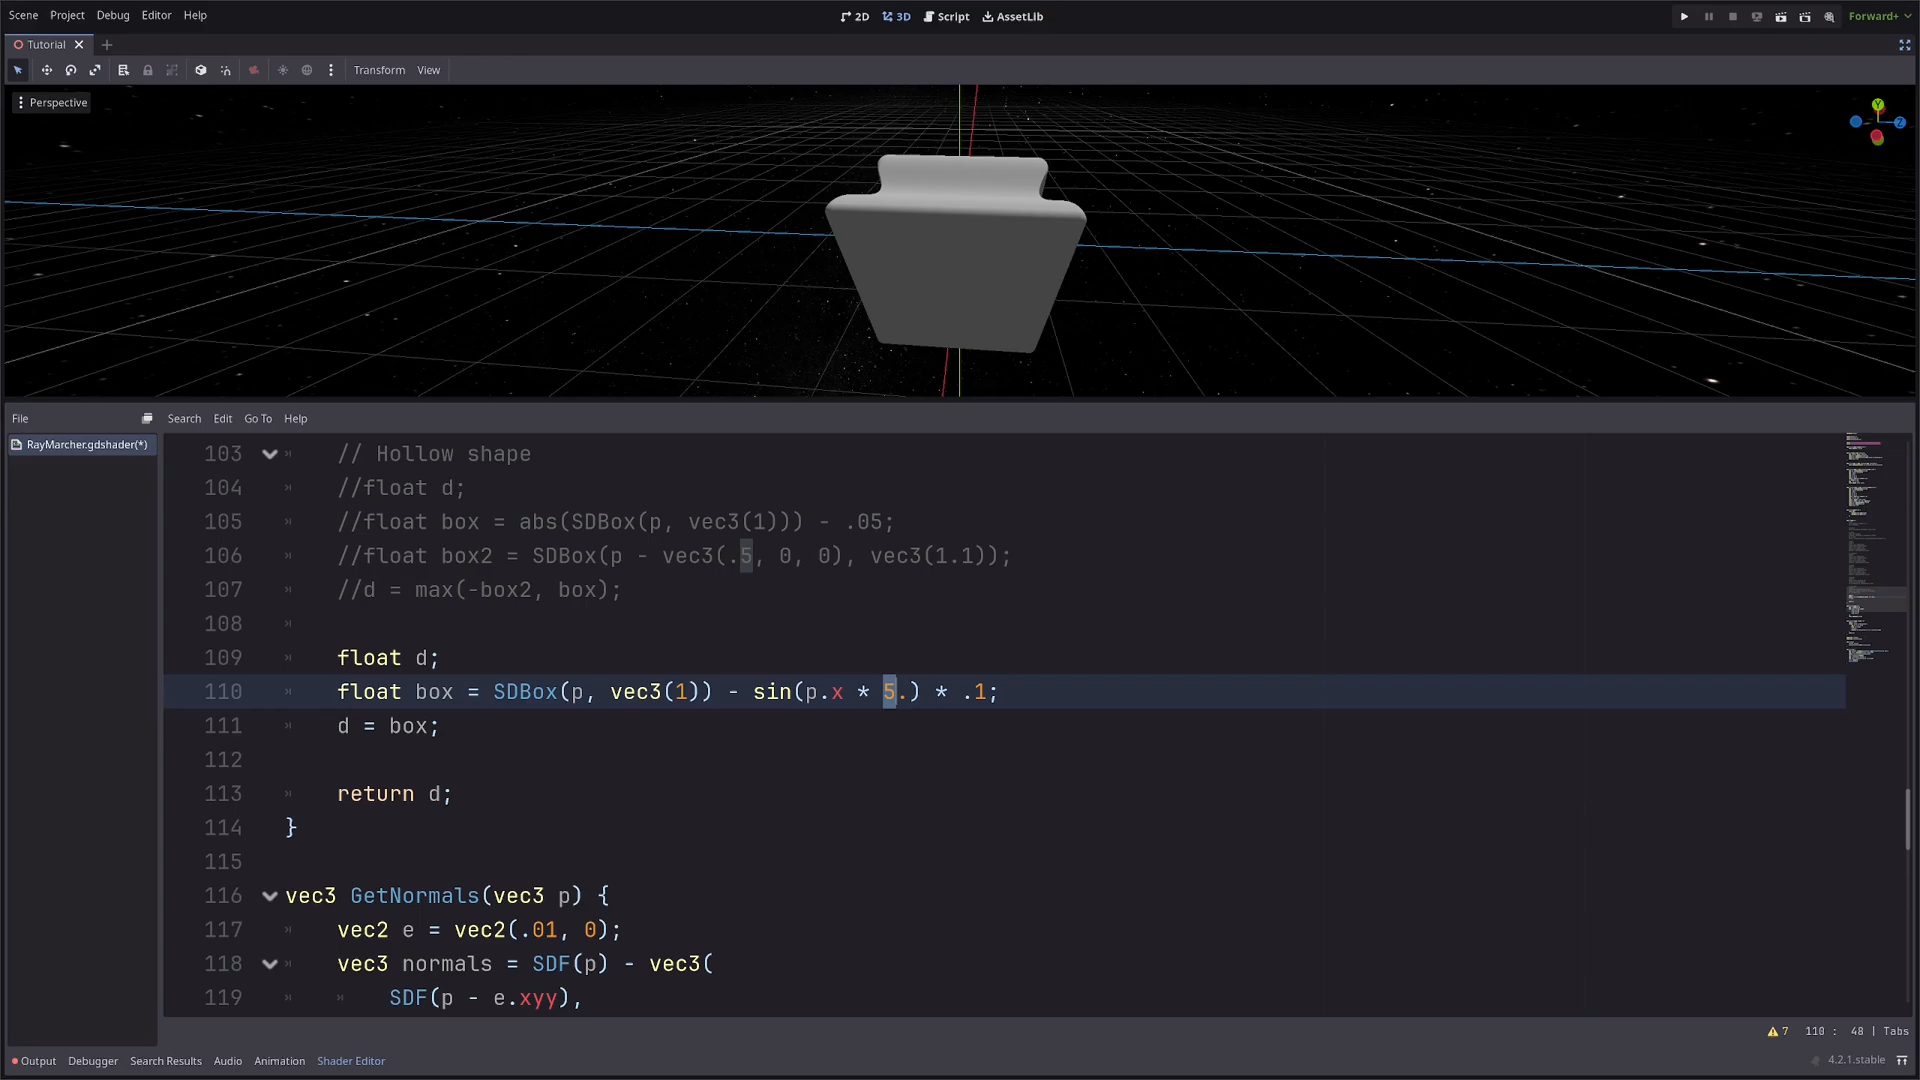 Scene Project Debug Editor Help
2D 3D Script AssetLib
Forward+
Tutorial
Transform View
Perspective
Y
Z
File
Search Edit Go To Help
RayMarcher.gdshader(*)
103 // Hollow shape
104 //float d;
105 //float box = abs(SDBox(p, vec3(1))) - .05;
106 //float box2 = SDBox(p - vec3(.5, 0, 0), vec3(1.1));
107 //d = max(-box2, box);
108
109 float d;
110 float box = SDBox(p, vec3(1)) - sin(p.x * 5.) * .1;
111 d = box;
112
113 return d;
114 }
115
116 vec3 GetNormals(vec3 p) {
117 vec2 e = vec2(.01, 0);
118 vec3 normals = SDF(p) - vec3(
119 SDF(p - e.xyy),
7 110 : 48 | Tabs
Output Debugger Search Results Audio Animation Shader Editor
4.2.1.stable